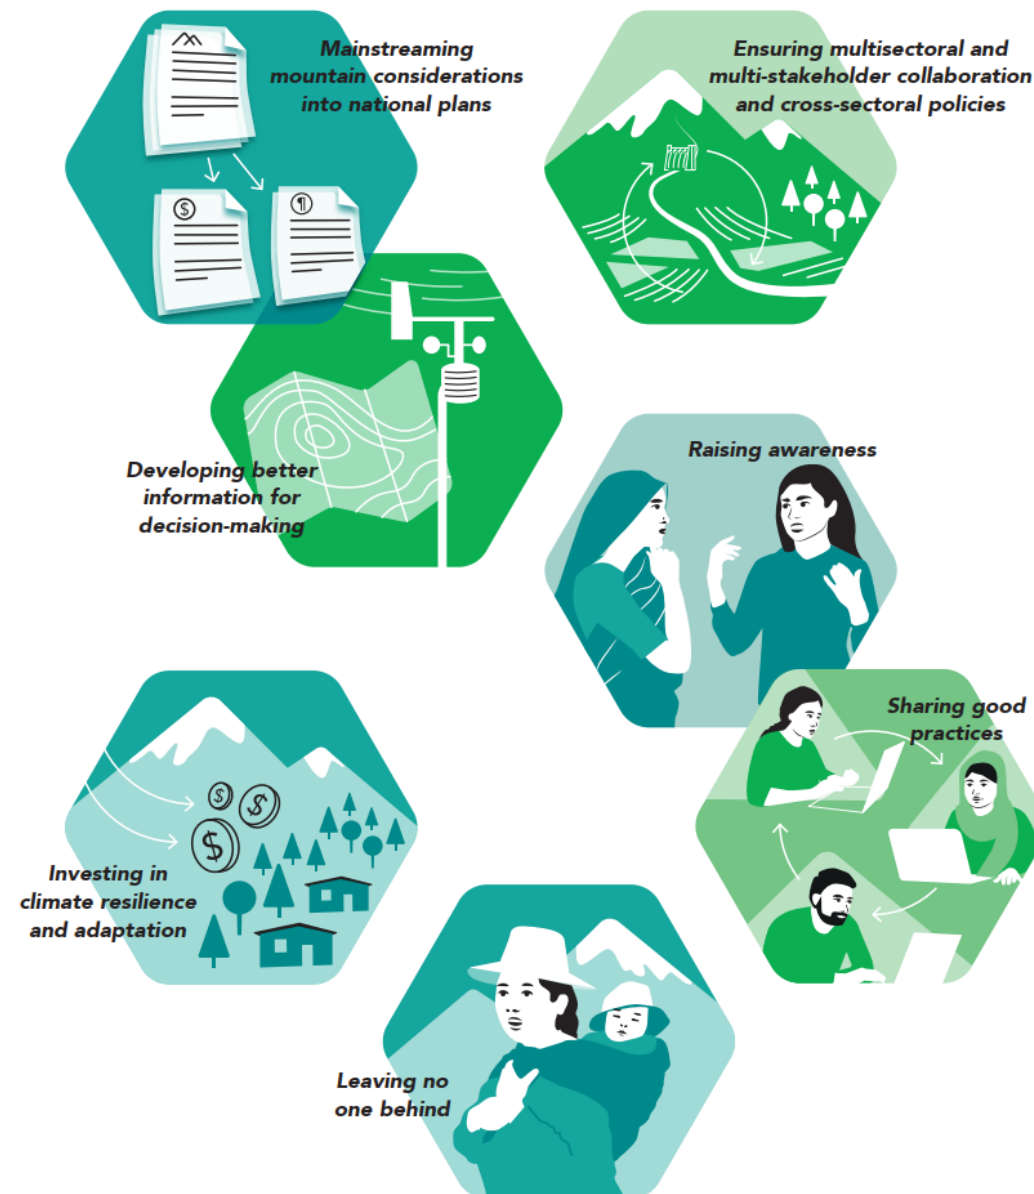 Mainstreaming
mountain considerations
into national plans
Ensuring multisectoral and
multi-stakeholder collaboration
and cross-sectoral policies
$
¶
Developing better
information for
decision-making
Raising awareness
Sharing good
practices
$
$
$
Investing in
climate resilience
and adaptation
Leaving no
one behind